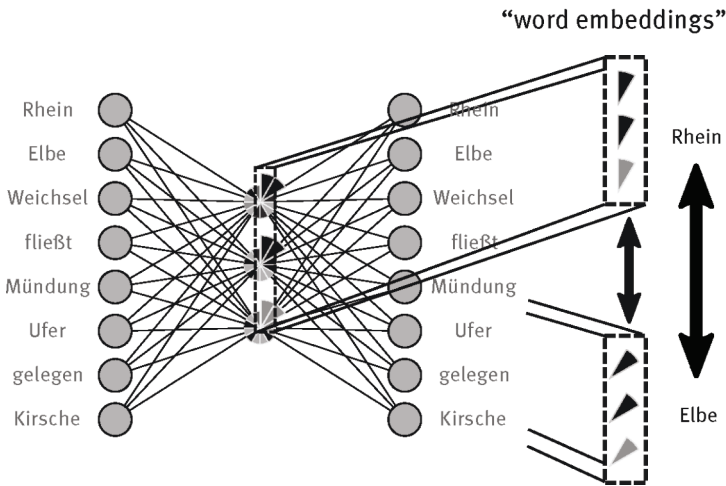 “word embeddings”
Rhein
Elbe
Weichsel
fließt
Mündung
Ufer
gelegen
Kirsche
Rhein
Elbe
Weichsel
fließt
Mündung
Ufer
gelegen
Kirsche
Rhein
Elbe